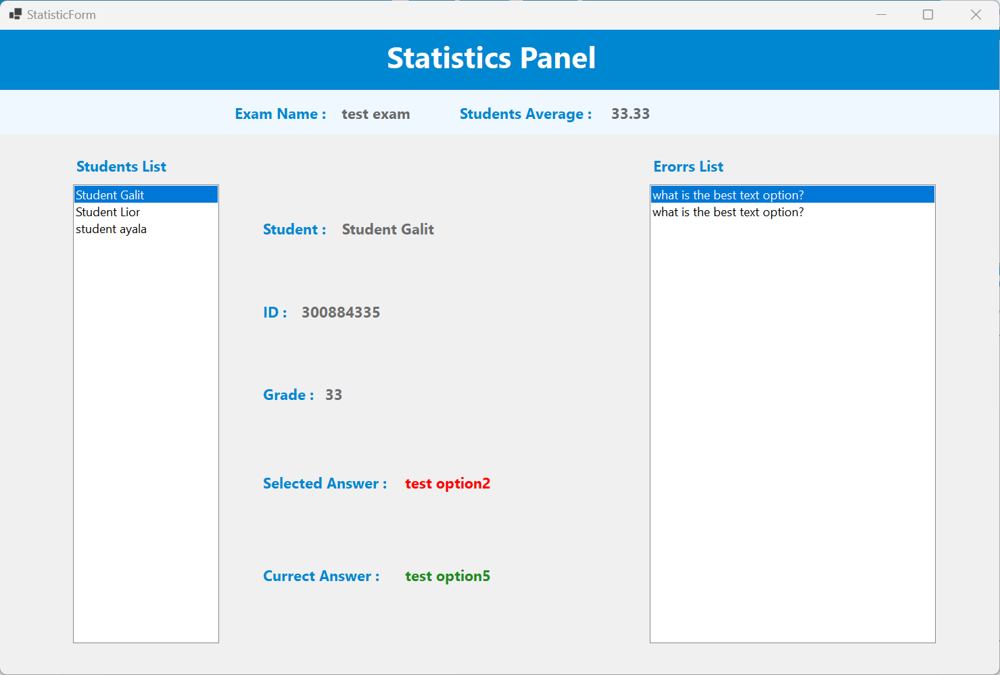 StatisticForm
Statistics Panel
Exam Name : test exam Students Average : 33.33
Students List
Student Galit
Student Lior
student ayala
Student : Student Galit
ID : 300884335
Grade : 33
Selected Answer : test option2
Currect Answer : test option5
Erorrs List
what is the best text option?
what is the best text option?